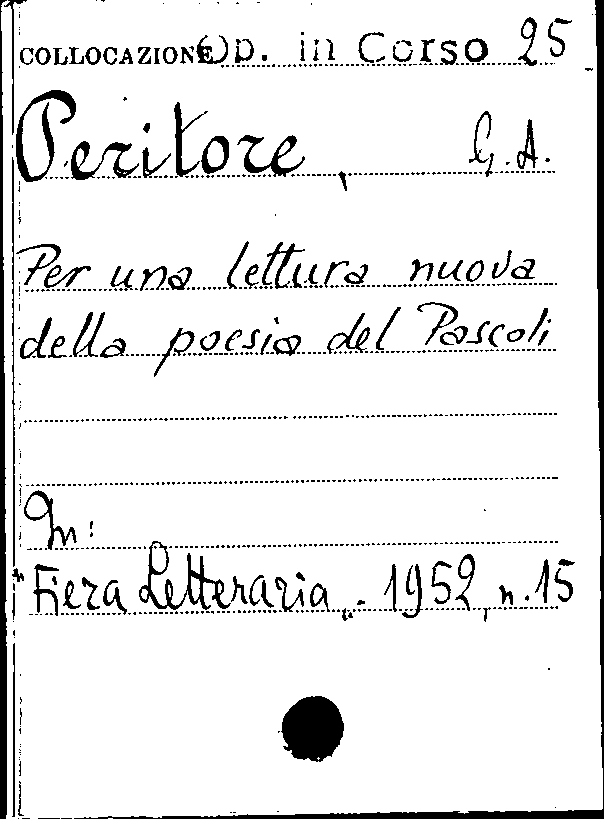 COLLOCAZIONE Op. in Corso 25
Peritore, G. A.
Per una lettura nuova
della poesia del Pascoli
In:
"Fiera Letteraria". - 1952, n. 15